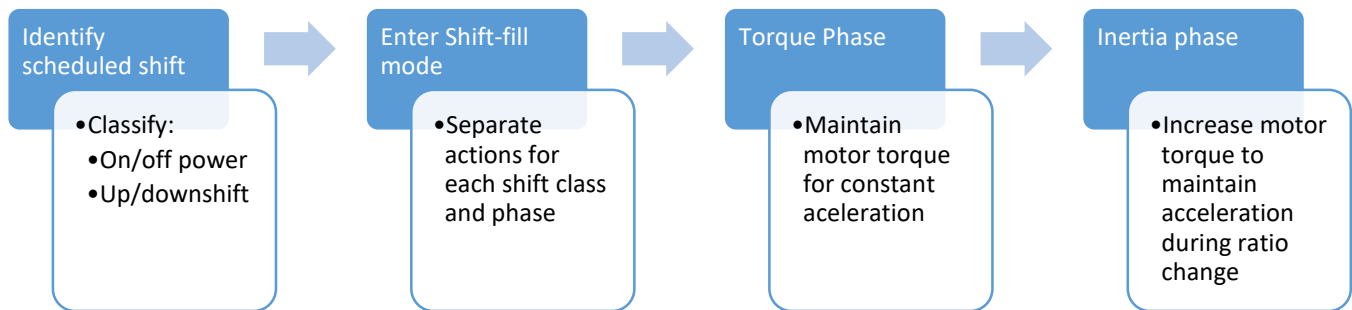 Identify
scheduled shift
•Classify:
•On/off power
•Up/downshift
Enter Shift-fill
mode
•Separate
actions for
each shift class
and phase
Torque Phase
•Maintain
motor torque
for constant
aceleration
Inertia phase
•Increase motor
torque to
maintain
acceleration
during ratio
change